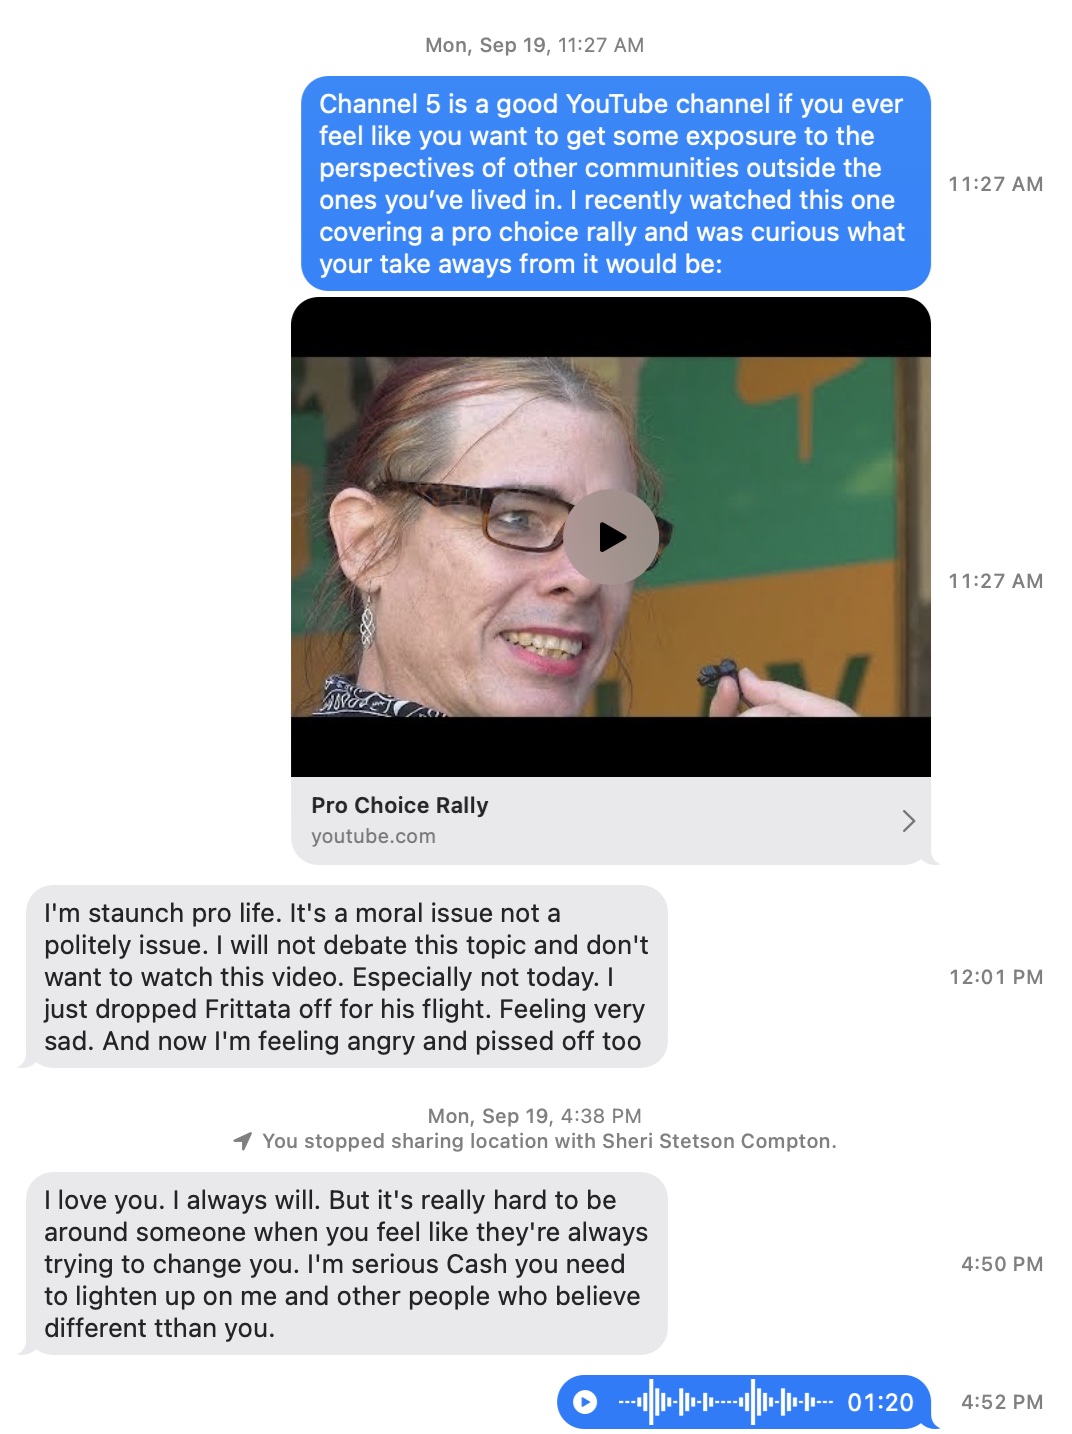 Mon, Sep 19, 11:27 AM
Channel 5 is a good YouTube channel if you ever
feel like you want to get some exposure to the
perspectives of other communities outside the
ones you’ve lived in. I recently watched this one
covering a pro choice rally and was curious what
your take aways from it would be:
11:27 AM
11:27 AM
Pro Choice Rally
youtube.com
I'm staunch pro life. It's a moral issue not a
politely issue. I will not debate this topic and don't
want to watch this video. Especially not today. I
just dropped Frittata off for his flight. Feeling very
sad. And now I'm feeling angry and pissed off too
12:01 PM
Mon, Sep 19, 4:38 PM
You stopped sharing location with Sheri Stetson Compton.
I love you. I always will. But it's really hard to be
around someone when you feel like they're always
trying to change you. I'm serious Cash you need
to lighten up on me and other people who believe
different tthan you.
4:50 PM
01:20
4:52 PM